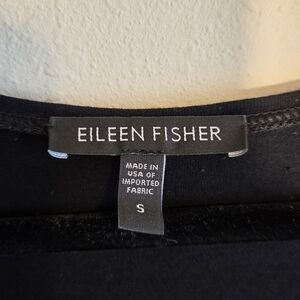 EILEEN FISHER
MADE IN
USA OF
IMPORTED
FABRIC
S